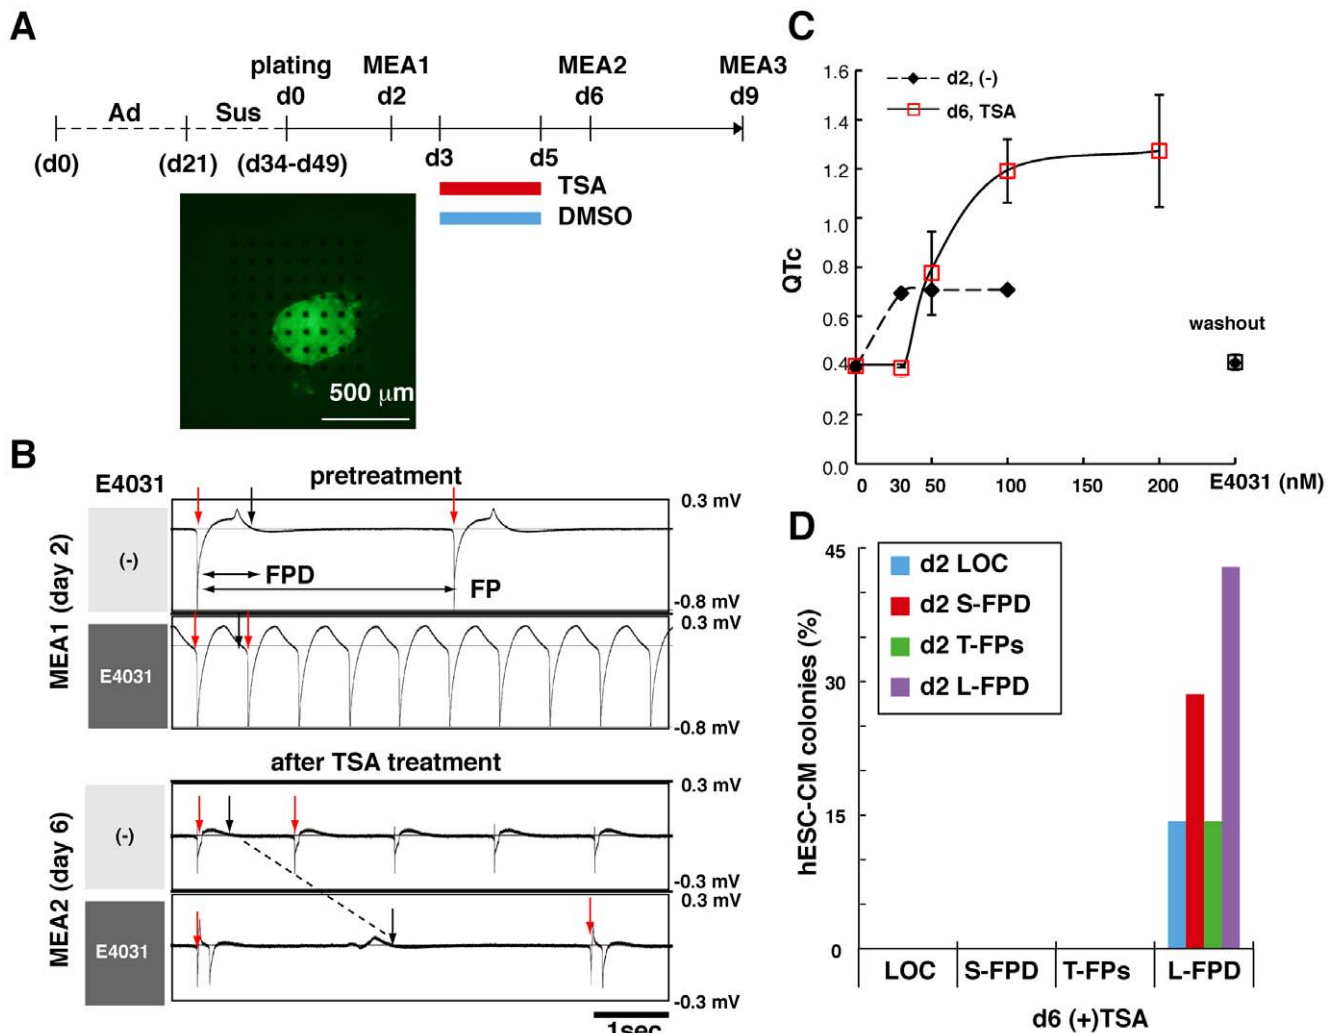 A
plating MEA1 MEA2 MEA3
d0 d2 d6 d9
Ad Sus
(d0) (d21) (d34-d49) d3 d5
TSA
DMSO
500 μm
B
E4031 pretreatment
MEA1 (day 2)
(-)
0.3 mV
FPD
FP
-0.8 mV
E4031
0.3 mV
-0.8 mV
after TSA treatment
MEA2 (day 6)
(-)
0.3 mV
-0.3 mV
E4031
0.3 mV
-0.3 mV
1sec
C
d2, (-)
d6, TSA
QTc
1.6
1.4
1.2
1.0
0.8
0.6
0.4
0.2
0.0
washout
0 30 50 100 150 200 E4031 (nM)
D
hESC-CM colonies (%)
45
30
15
0
d2 LOC
d2 S-FPD
d2 T-FPs
d2 L-FPD
LOC S-FPD T-FPs L-FPD
d6 (+)TSA